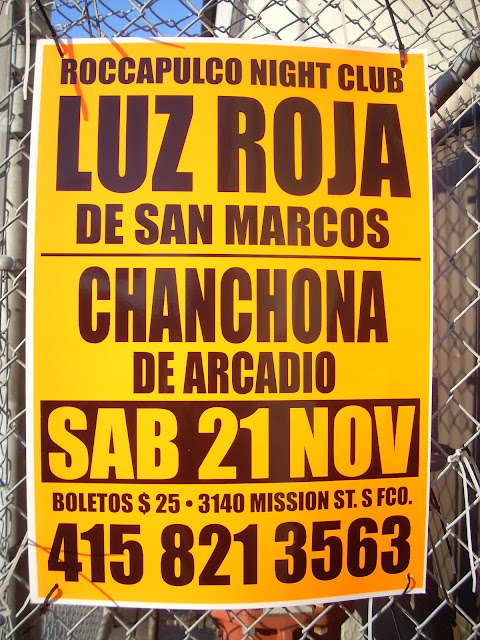 ROCCAPULCO NIGHT CLUB
LUZ ROJA
DE SAN MARCOS
CHANCHONA
DE ARCADIO
SAB 21 NOV
BOLETOS $ 25 • 3140 MISSION ST. S FCO.
415 821 3563